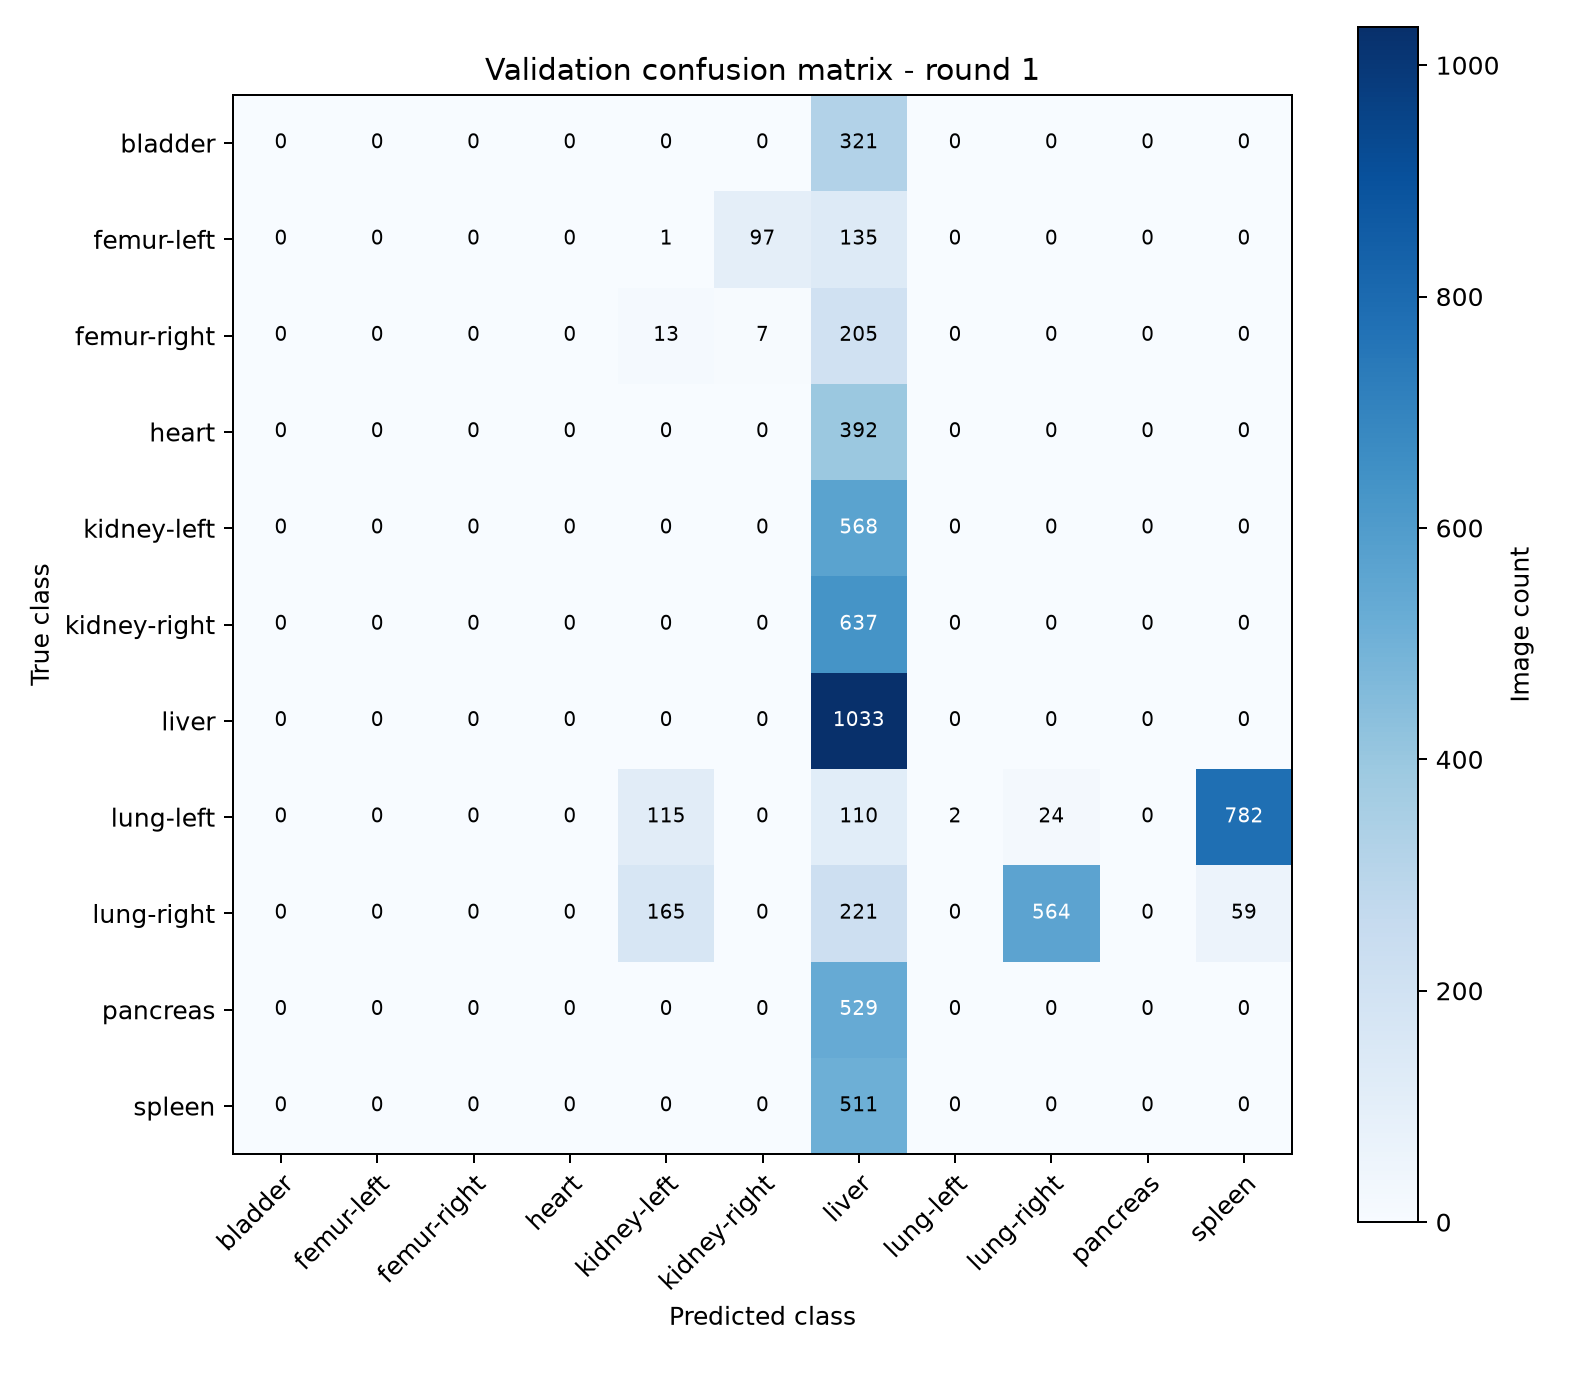 Validation confusion matrix - round 1
True class
bladder 0 0 0 0 0 0 321 0 0 0 0
femur-left 0 0 0 0 1 97 135 0 0 0 0
femur-right 0 0 0 0 13 7 205 0 0 0 0
heart 0 0 0 0 0 0 392 0 0 0 0
kidney-left 0 0 0 0 0 0 568 0 0 0 0
kidney-right 0 0 0 0 0 0 637 0 0 0 0
liver 0 0 0 0 0 0 1033 0 0 0 0
lung-left 0 0 0 0 115 0 110 2 24 0 782
lung-right 0 0 0 0 165 0 221 0 564 0 59
pancreas 0 0 0 0 0 0 529 0 0 0 0
spleen 0 0 0 0 0 0 511 0 0 0 0
bladder femur-left femur-right heart kidney-left kidney-right liver lung-left lung-right pancreas spleen
Predicted class
1000
800
600
400
200
0
Image count